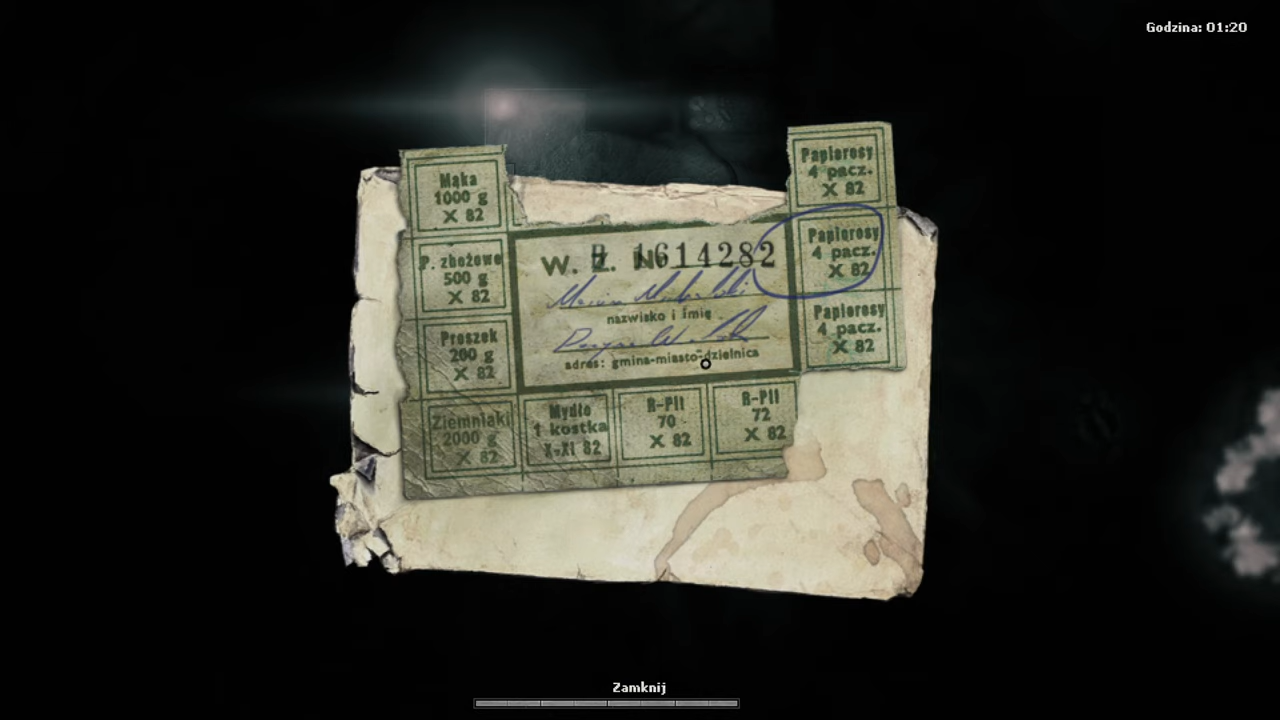 Godzina: 01:20
Papierosy
4 pacz.
X 82
Mąka
1000 g
X 82
Papierosy
4 pacz.
X 82
P. zbożowe
500 g
X 82
W. Z. Nr
1614282
nazwisko i imię
Papierosy
4 pacz.
X 82
Proszek
200 g
X 82
adres: gmina-miasto-dzielnica
Ziemniaki
2000 g
X 82
Mydło
1 kostka
X-XI 82
R-PII
70
X 82
R-PII
72
X 82
Zamknij